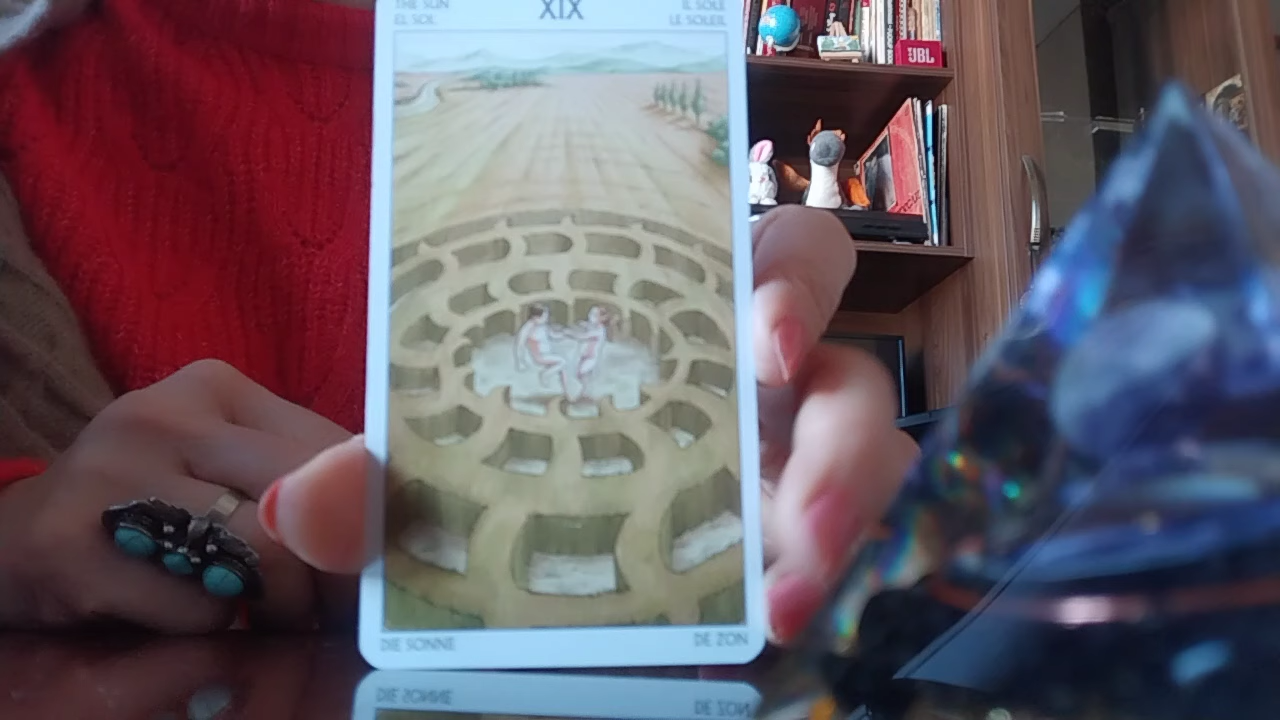 THE SUN XIX IL SOLE
EL SOL LE SOLEIL
JBL
DIE SONNE DE ZON